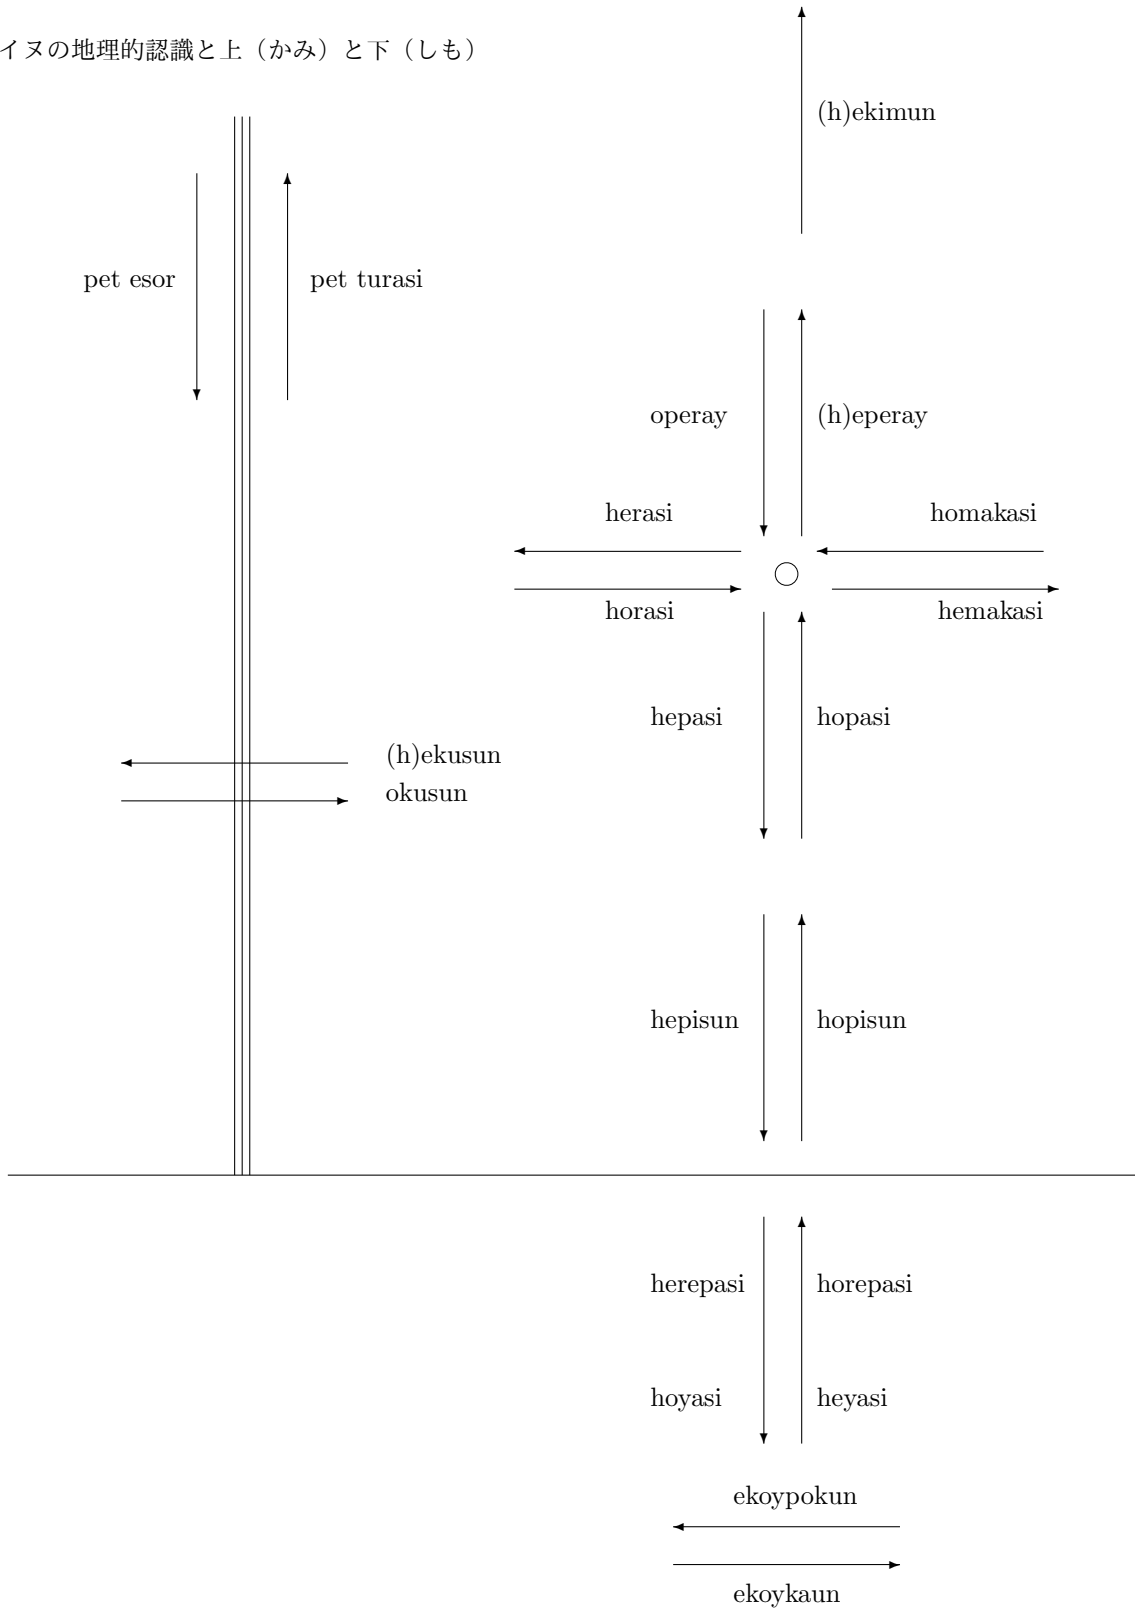 イヌの地理的認識と上（かみ）と下（しも）
(h)ekimun
pet esor
pet turasi
operay
(h)eperay
herasi
homakasi
horasi
hemakasi
hepasi
hopasi
(h)ekusun
okusun
hepisun
hopisun
herepasi
horepasi
hoyasi
heyasi
ekoypokun
ekoykaun